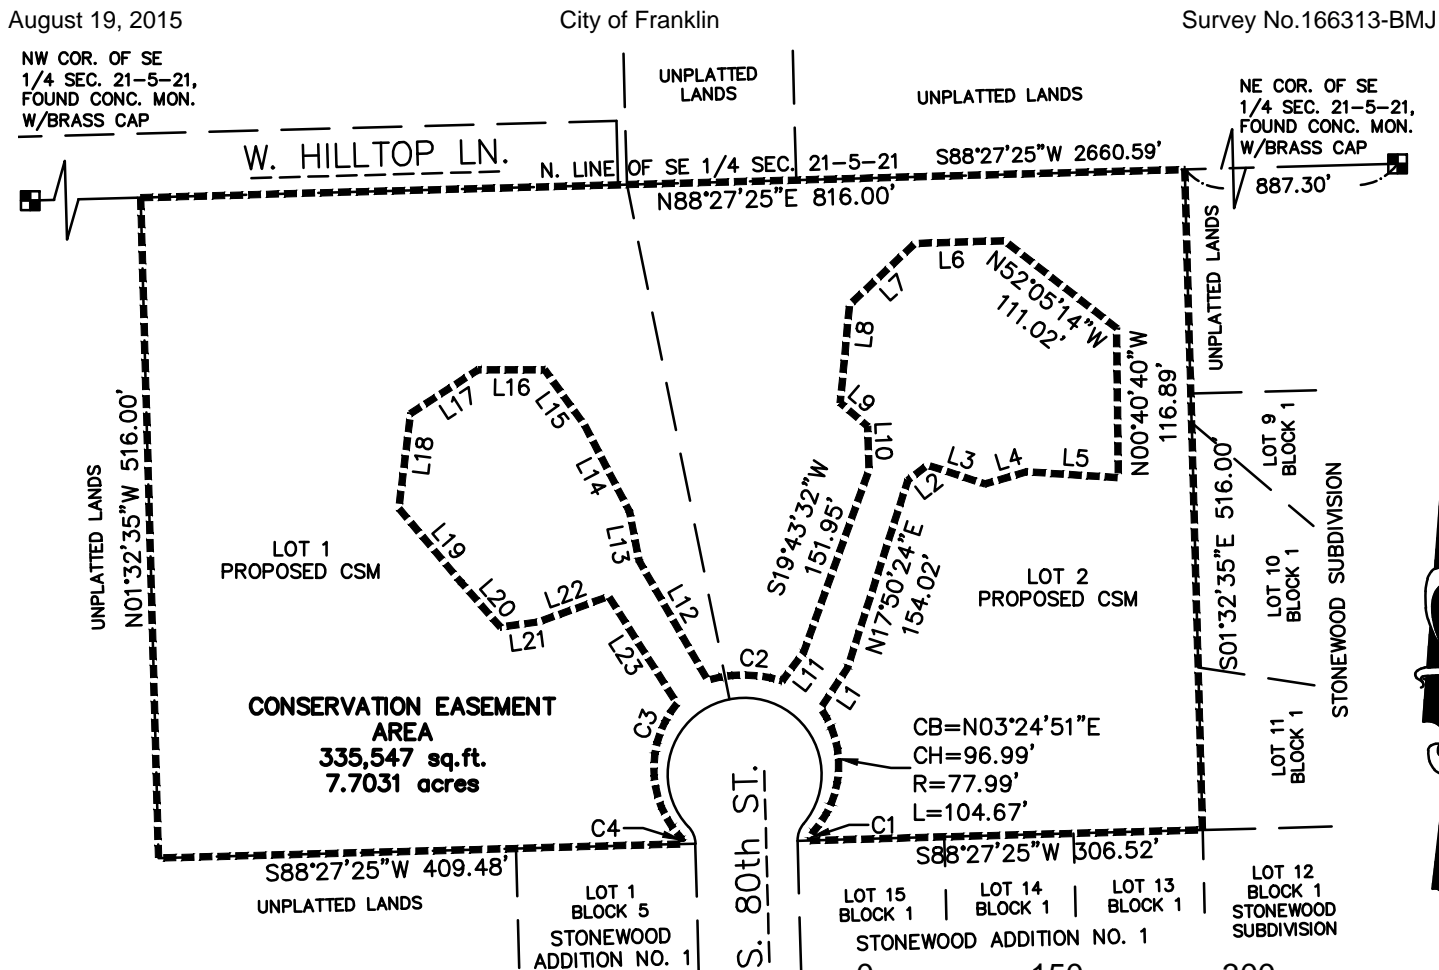 August 19, 2015
City of Franklin
Survey No.166313-BMJ
NW COR. OF SE
1/4 SEC. 21-5-21,
FOUND CONC. MON.
W/BRASS CAP
UNPLATTED
LANDS
UNPLATTED LANDS
NE COR. OF SE
1/4 SEC. 21-5-21,
FOUND CONC. MON.
W/BRASS CAP
W. HILLTOP LN.
N. LINE OF SE 1/4 SEC. 21-5-21
S88°27'25"W 2660.59'
887.30'
N88°27'25"E 816.00'
UNPLATTED LANDS
L6
L7
N52°05'14"W
111.02'
L8
N00°40'40"W
116.89'
L9
L10
L16
L17
L15
L18
L14
L3
L4
L5
L2
LOT 9
BLOCK 1
UNPLATTED LANDS
N01°32'35"W 516.00'
S01°32'35"E 516.00'
STONEWOOD SUBDIVISION
LOT 1
PROPOSED CSM
L19
L13
S19°43'32"W
151.95'
N17°50'24"E
154.02'
LOT 2
PROPOSED CSM
LOT 10
BLOCK 1
L20
L22
L12
L21
L23
C2
L11
L1
CONSERVATION EASEMENT
AREA
335,547 sq.ft.
7.7031 acres
C3
CB=N03°24'51"E
CH=96.99'
R=77.99'
L=104.67'
LOT 11
BLOCK 1
C4
C1
S. 80th ST.
S88°27'25"W 409.48'
S88°27'25"W 306.52'
UNPLATTED LANDS
LOT 1
BLOCK 5
STONEWOOD
ADDITION NO. 1
LOT 15
BLOCK 1
LOT 14
BLOCK 1
LOT 13
BLOCK 1
STONEWOOD ADDITION NO. 1
LOT 12
BLOCK 1
STONEWOOD
SUBDIVISION
0 150 300